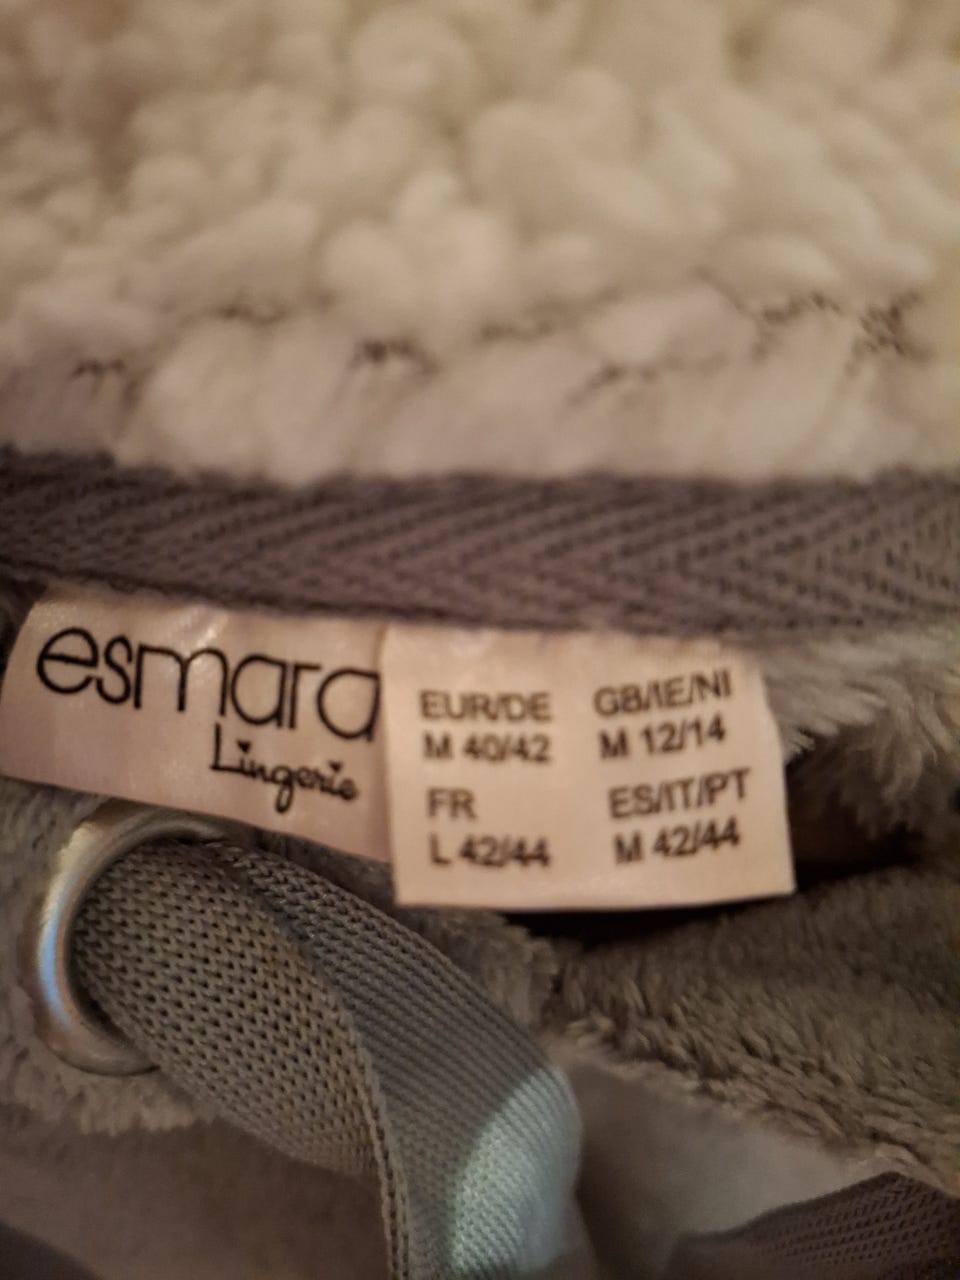 esmara
Lingerie
EUR/DE
M 40/42
GB/IE/NI
M 12/14
FR
L 42/44
ES/IT/PT
M 42/44